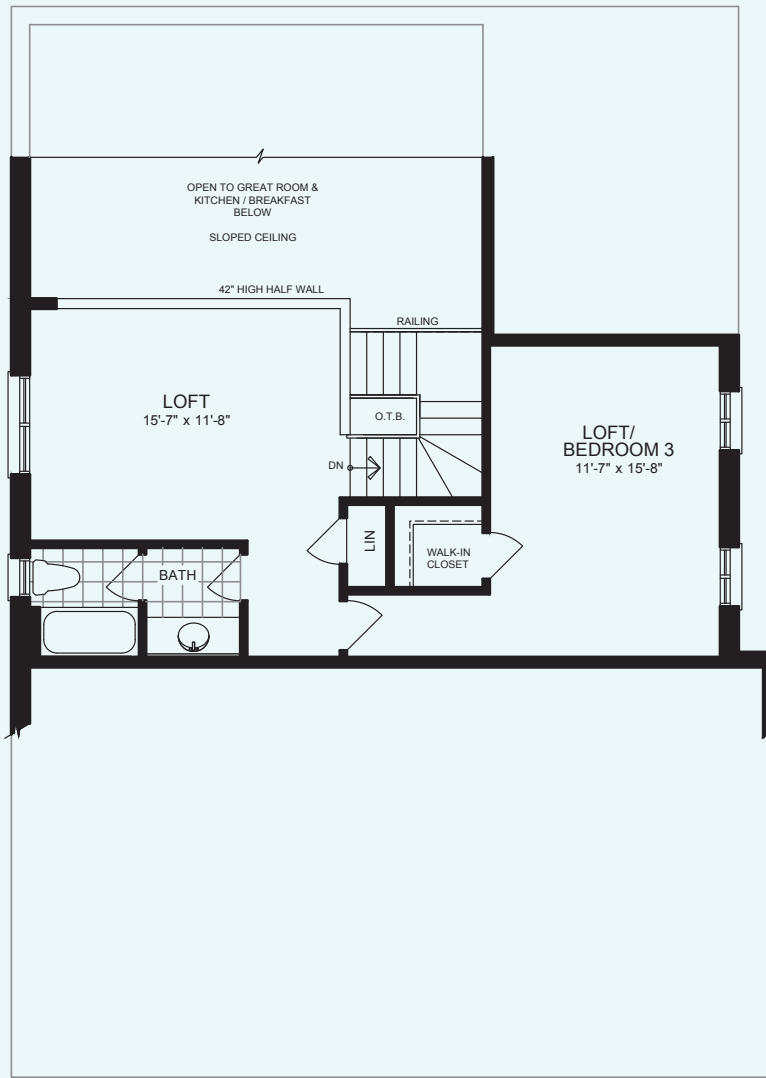 OPEN TO GREAT ROOM &
KITCHEN / BREAKFAST
BELOW
SLOPED CEILING
42" HIGH HALF WALL
RAILING
LOFT
15'-7" x 11'-8"
O.T.B.
LOFT/
BEDROOM 3
11'-7" x 15'-8"
DN
LIN
WALK-IN
CLOSET
BATH